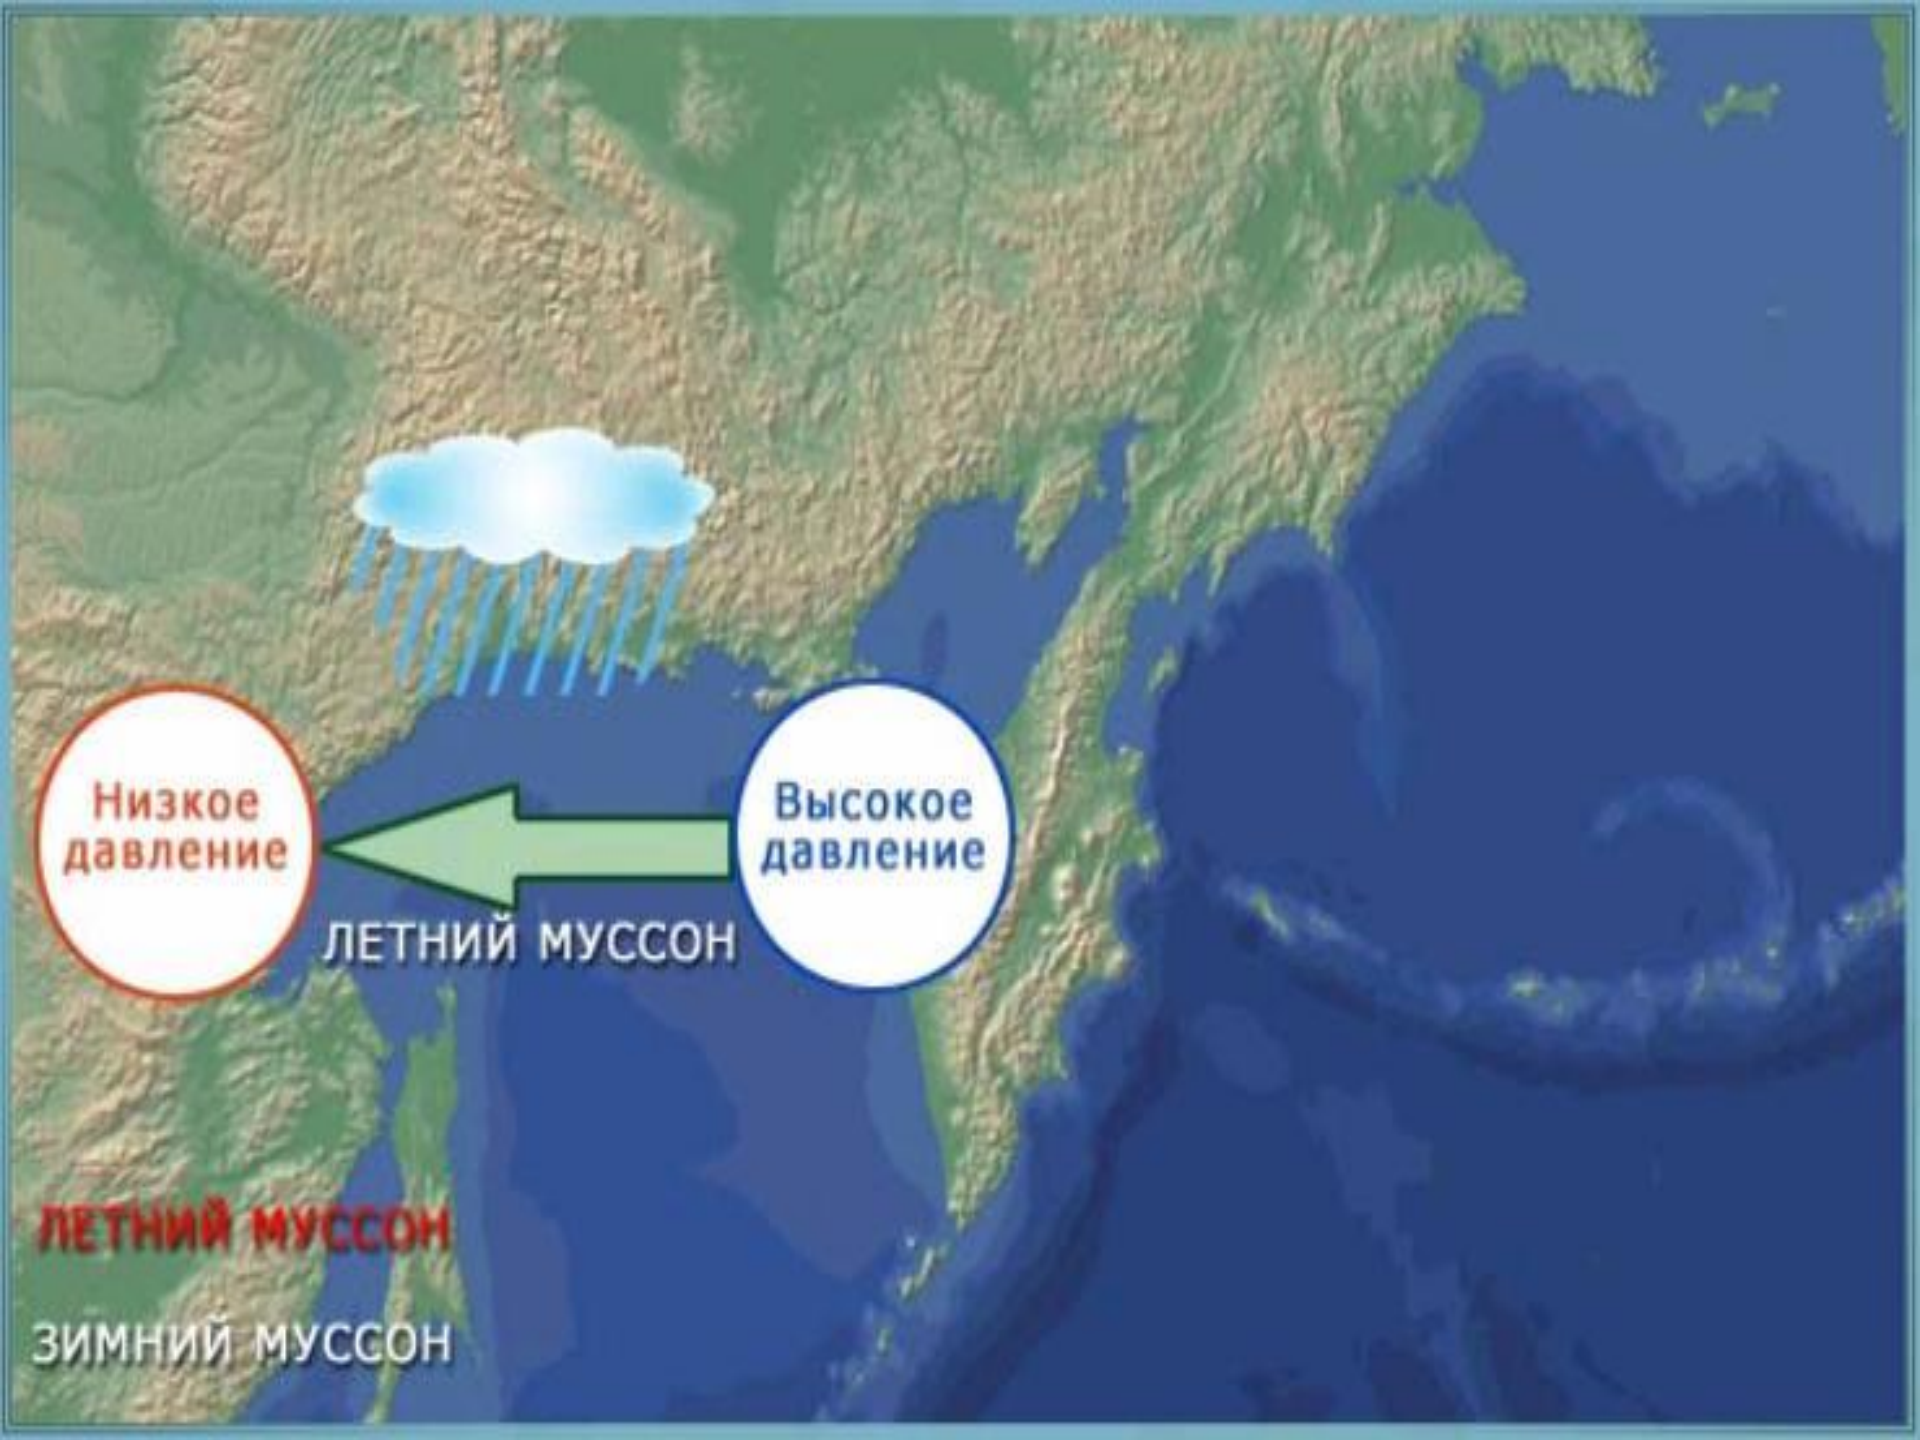 Низкое
давление
Высокое
давление
ЛЕТНИЙ МУССОН
ЛЕТНИЙ МУССОН
ЗИМНИЙ МУССОН